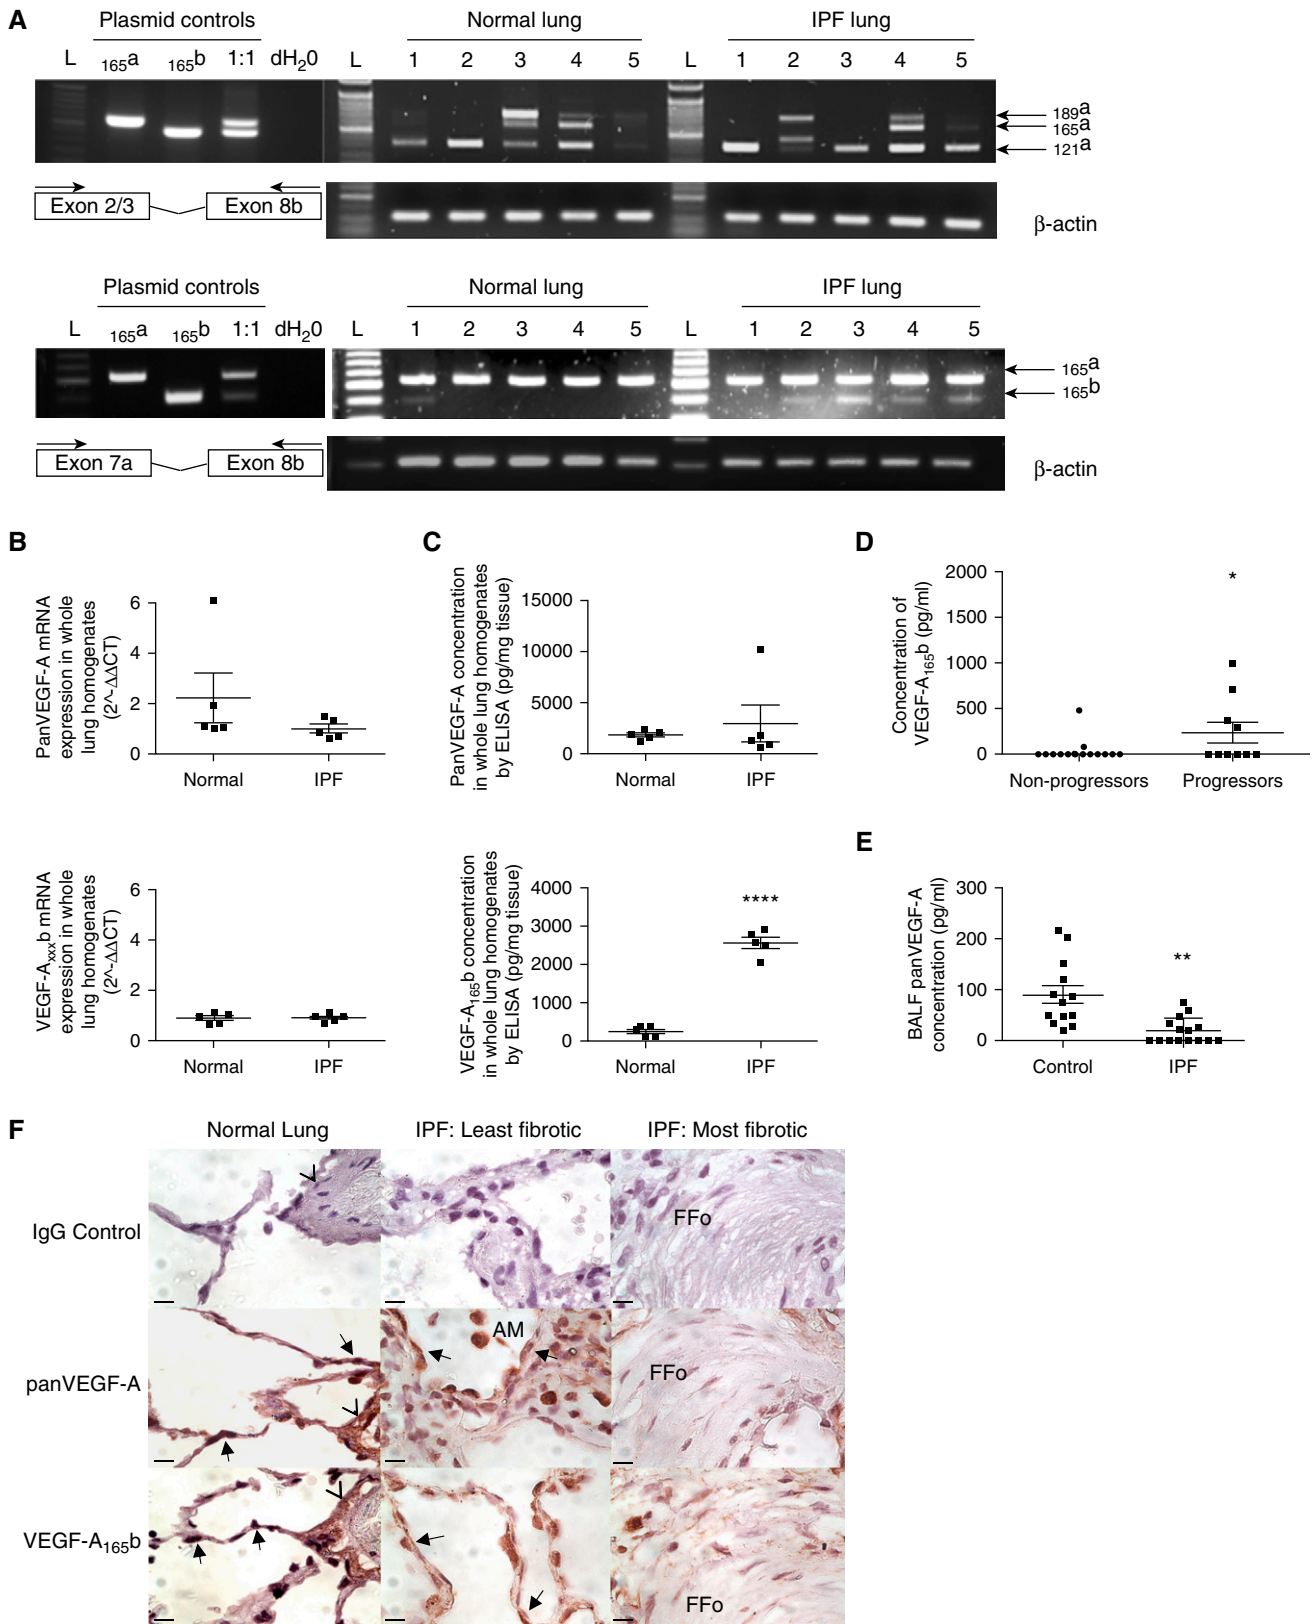 A
Plasmid controls
Normal lung
IPF lung
L 165a 165b 1:1 dH20 L 1 2 3 4 5 L 1 2 3 4 5
189a
165a
121a
Exon 2/3 Exon 8b
β-actin
Plasmid controls
Normal lung
IPF lung
L 165a 165b 1:1 dH20 L 1 2 3 4 5 L 1 2 3 4 5
165a
165b
Exon 7a Exon 8b
β-actin
B
PanVEGF-A mRNA
expression in whole
lung homogenates
(2^-ΔΔCT)
6
4
2
0
Normal IPF
VEGF-Axxxb mRNA
expression in whole
lung homogenates
(2^-ΔΔCT)
6
4
2
0
Normal IPF
C
PanVEGF-A concentration
in whole lung homogenates
by ELISA (pg/mg tissue)
15000
10000
5000
0
Normal IPF
VEGF-A165b concentration
in whole lung homogenates
by ELISA (pg/mg tissue)
4000
3000
2000
1000
0
****
Normal IPF
D
Concentration of
VEGF-A165b (pg/ml)
2000
1500
1000
500
0
*
Non-progressors Progressors
E
BALF panVEGF-A
concentration (pg/ml)
300
200
100
0
**
Control IPF
F
Normal Lung IPF: Least fibrotic IPF: Most fibrotic
IgG Control
FFo
panVEGF-A
AM
FFo
VEGF-A165b
FFo